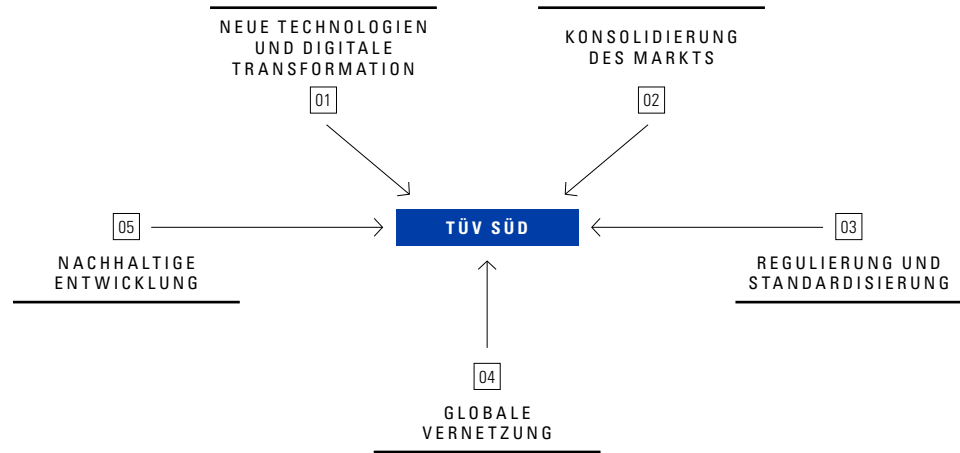 NEUE TECHNOLOGIEN
UND DIGITALE
TRANSFORMATION
01
KONSOLIDIERUNG
DES MARKTS
02
TÜV SÜD
03
REGULIERUNG UND
STANDARDISIERUNG
04
GLOBALE
VERNETZUNG
05
NACHHALTIGE
ENTWICKLUNG